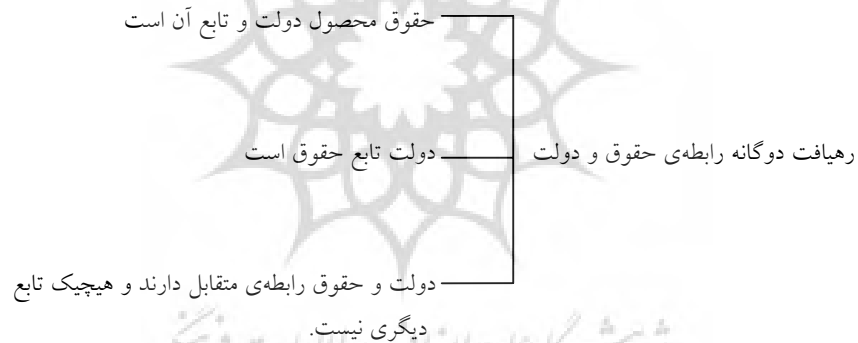 حقوق محصول دولت و تابع آن است
رهیافت دوگانه رابطه‌ی حقوق و دولت
دولت تابع حقوق است
دولت و حقوق رابطه‌ی متقابل دارند و هیچیک تابع
دیگری نیست.